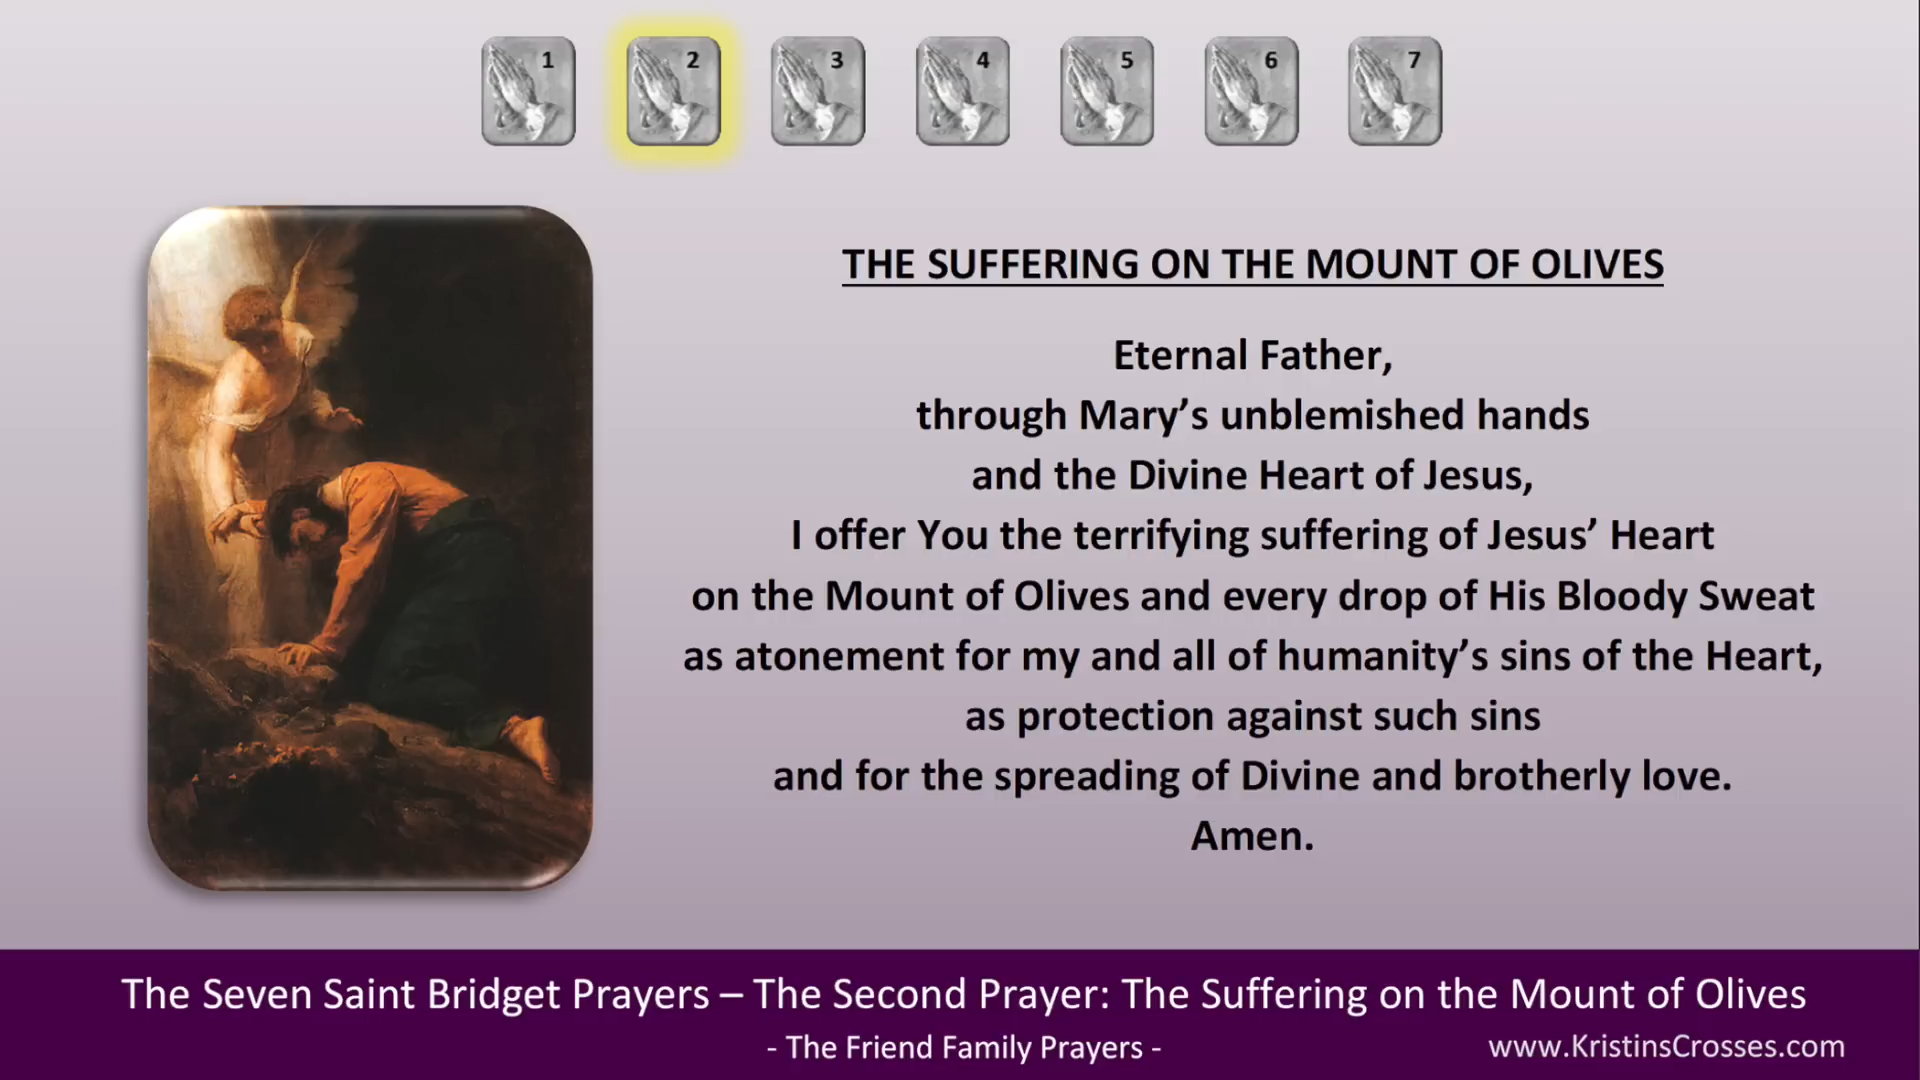 1 2 3 4 5 6 7
THE SUFFERING ON THE MOUNT OF OLIVES
Eternal Father,
through Mary’s unblemished hands
and the Divine Heart of Jesus,
I offer You the terrifying suffering of Jesus’ Heart
on the Mount of Olives and every drop of His Bloody Sweat
as atonement for my and all of humanity’s sins of the Heart,
as protection against such sins
and for the spreading of Divine and brotherly love.
Amen.
The Seven Saint Bridget Prayers – The Second Prayer: The Suffering on the Mount of Olives
- The Friend Family Prayers -
www.KristinsCrosses.com